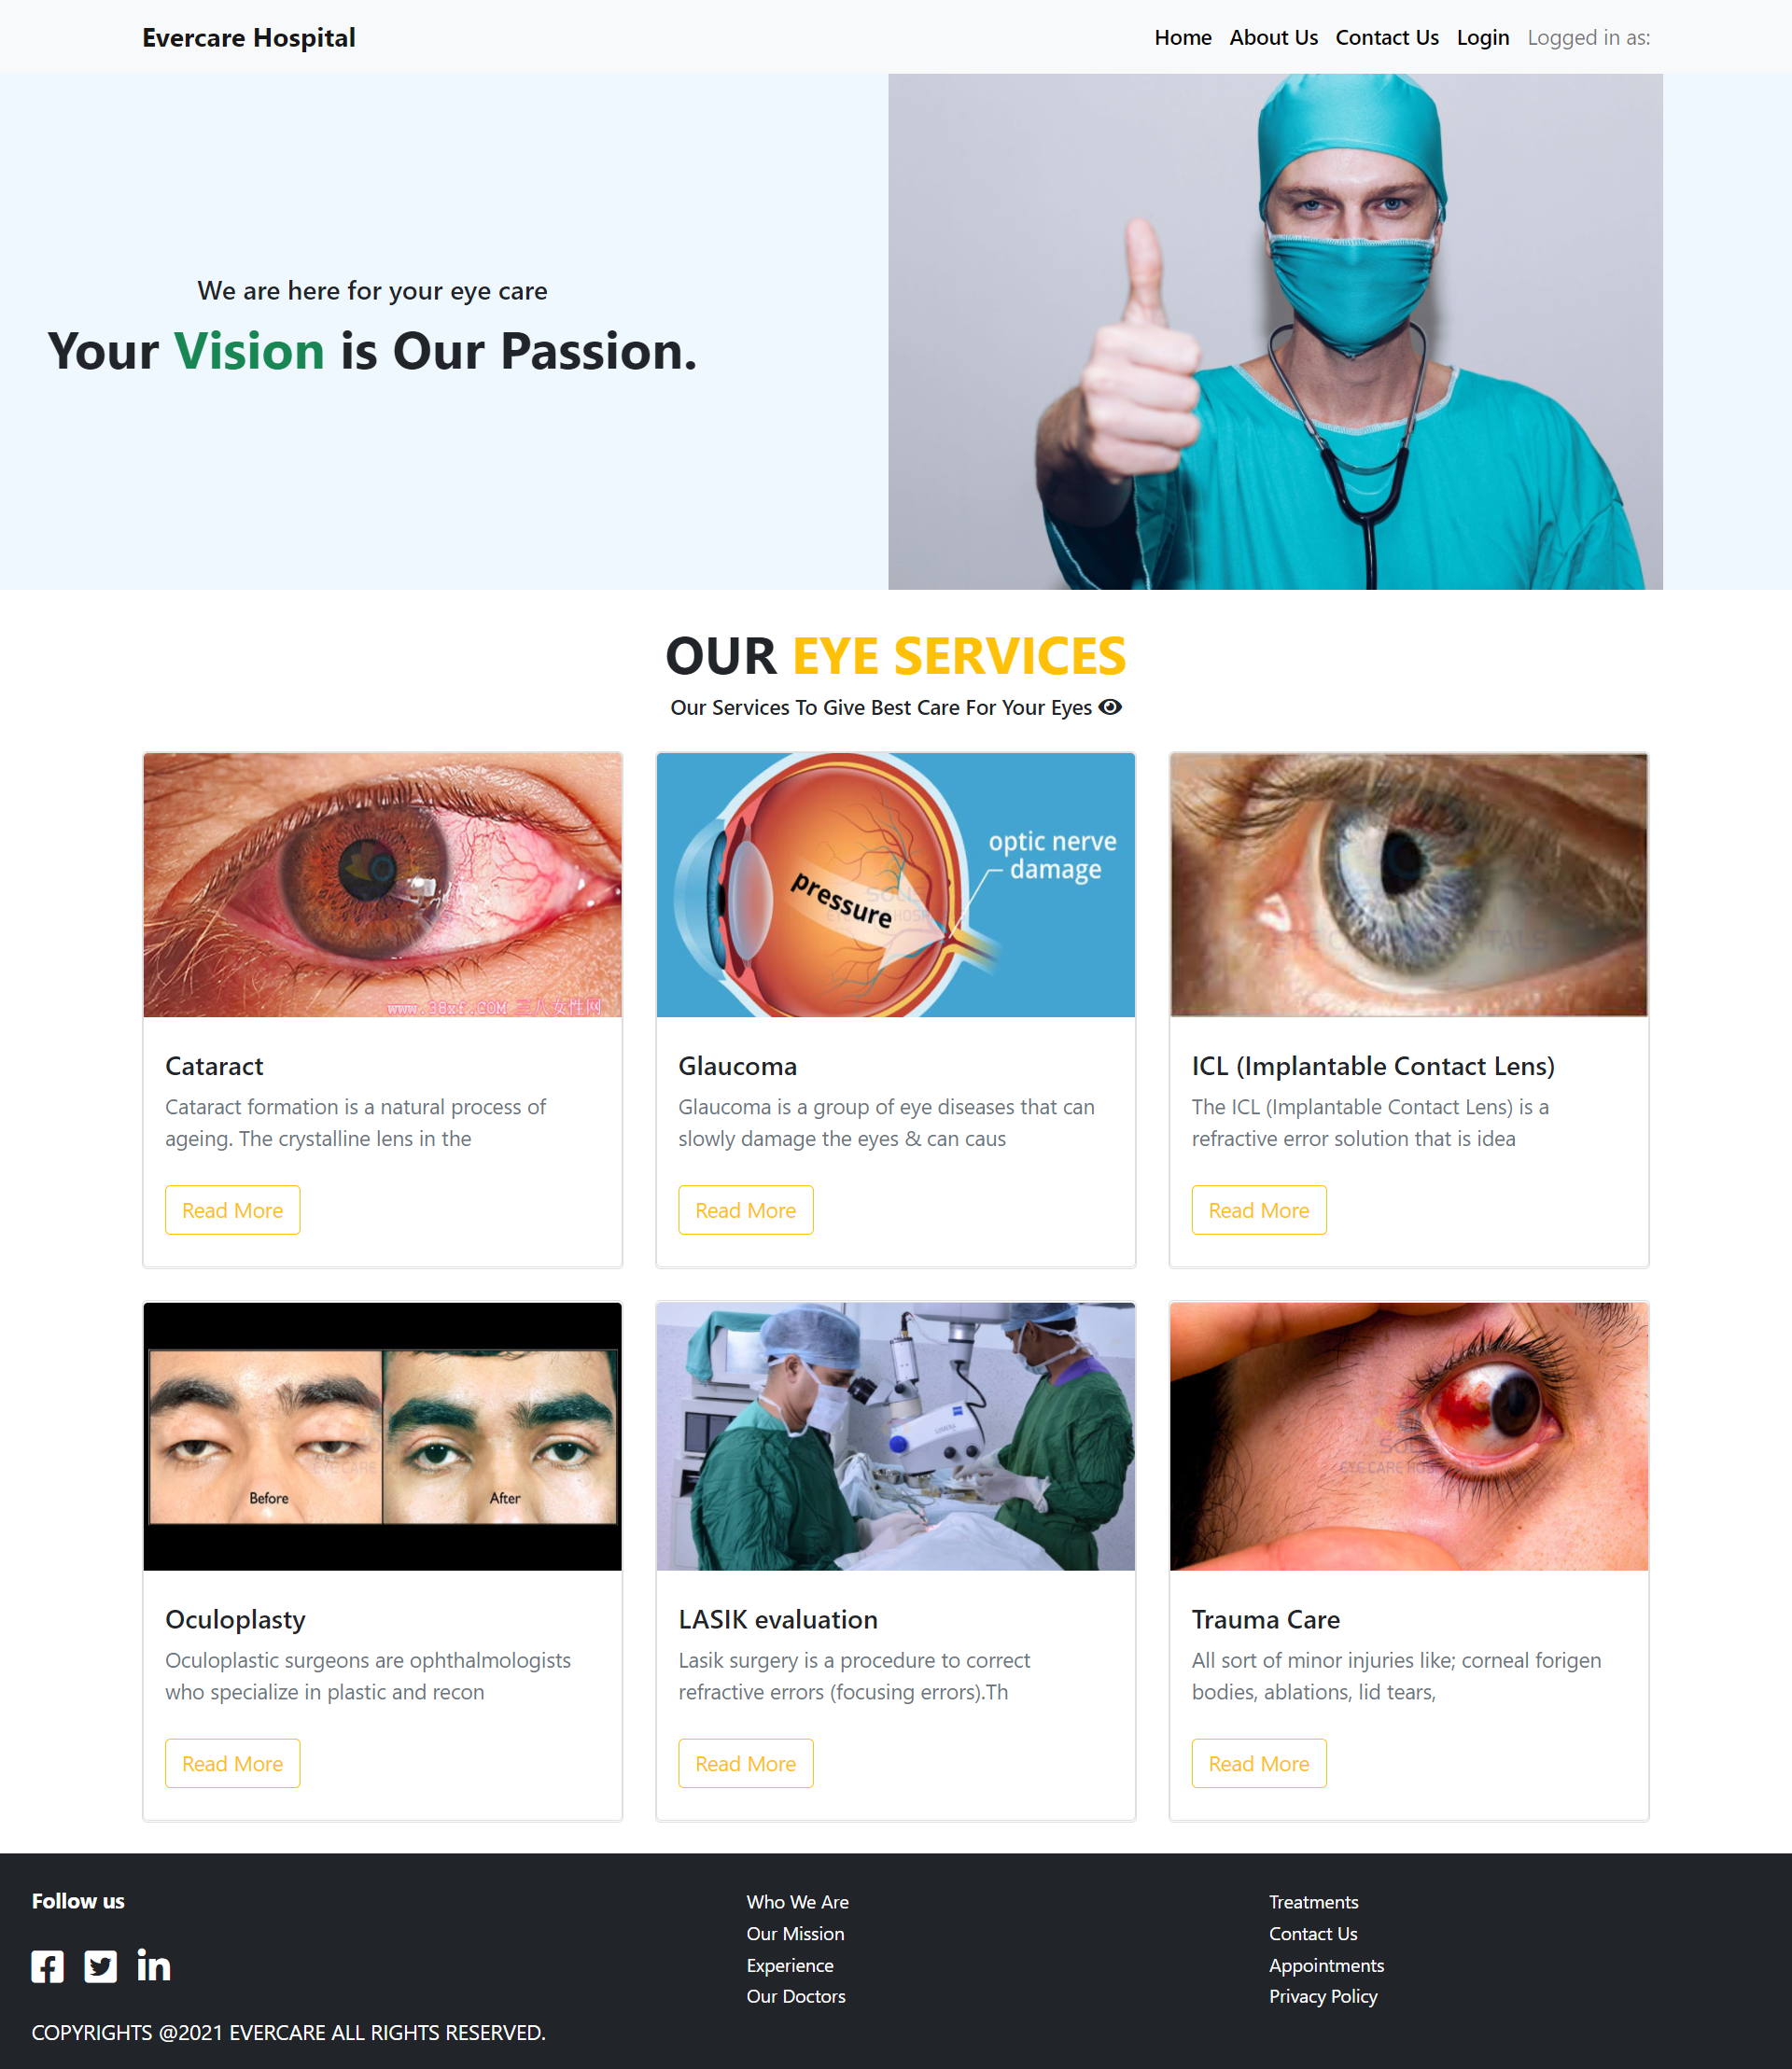 Evercare Hospital
Home About Us Contact Us Login Logged in as:
We are here for your eye care
Your Vision is Our Passion.
OUR EYE SERVICES
Our Services To Give Best Care For Your Eyes
www.38xf.COM 三八女性网
pressure
optic nerve
damage
EYE CARE HOSPITALS
Cataract
Cataract formation is a natural process of
ageing. The crystalline lens in the
Read More
Glaucoma
Glaucoma is a group of eye diseases that can
slowly damage the eyes & can caus
Read More
ICL (Implantable Contact Lens)
The ICL (Implantable Contact Lens) is a
refractive error solution that is idea
Read More
Before
After
EYE CARE
Oculoplasty
Oculoplastic surgeons are ophthalmologists
who specialize in plastic and recon
Read More
LASIK evaluation
Lasik surgery is a procedure to correct
refractive errors (focusing errors).Th
Read More
Trauma Care
All sort of minor injuries like; corneal forigen
bodies, ablations, lid tears,
Read More
Follow us
COPYRIGHTS @2021 EVERCARE ALL RIGHTS RESERVED.
Who We Are
Our Mission
Experience
Our Doctors
Treatments
Contact Us
Appointments
Privacy Policy